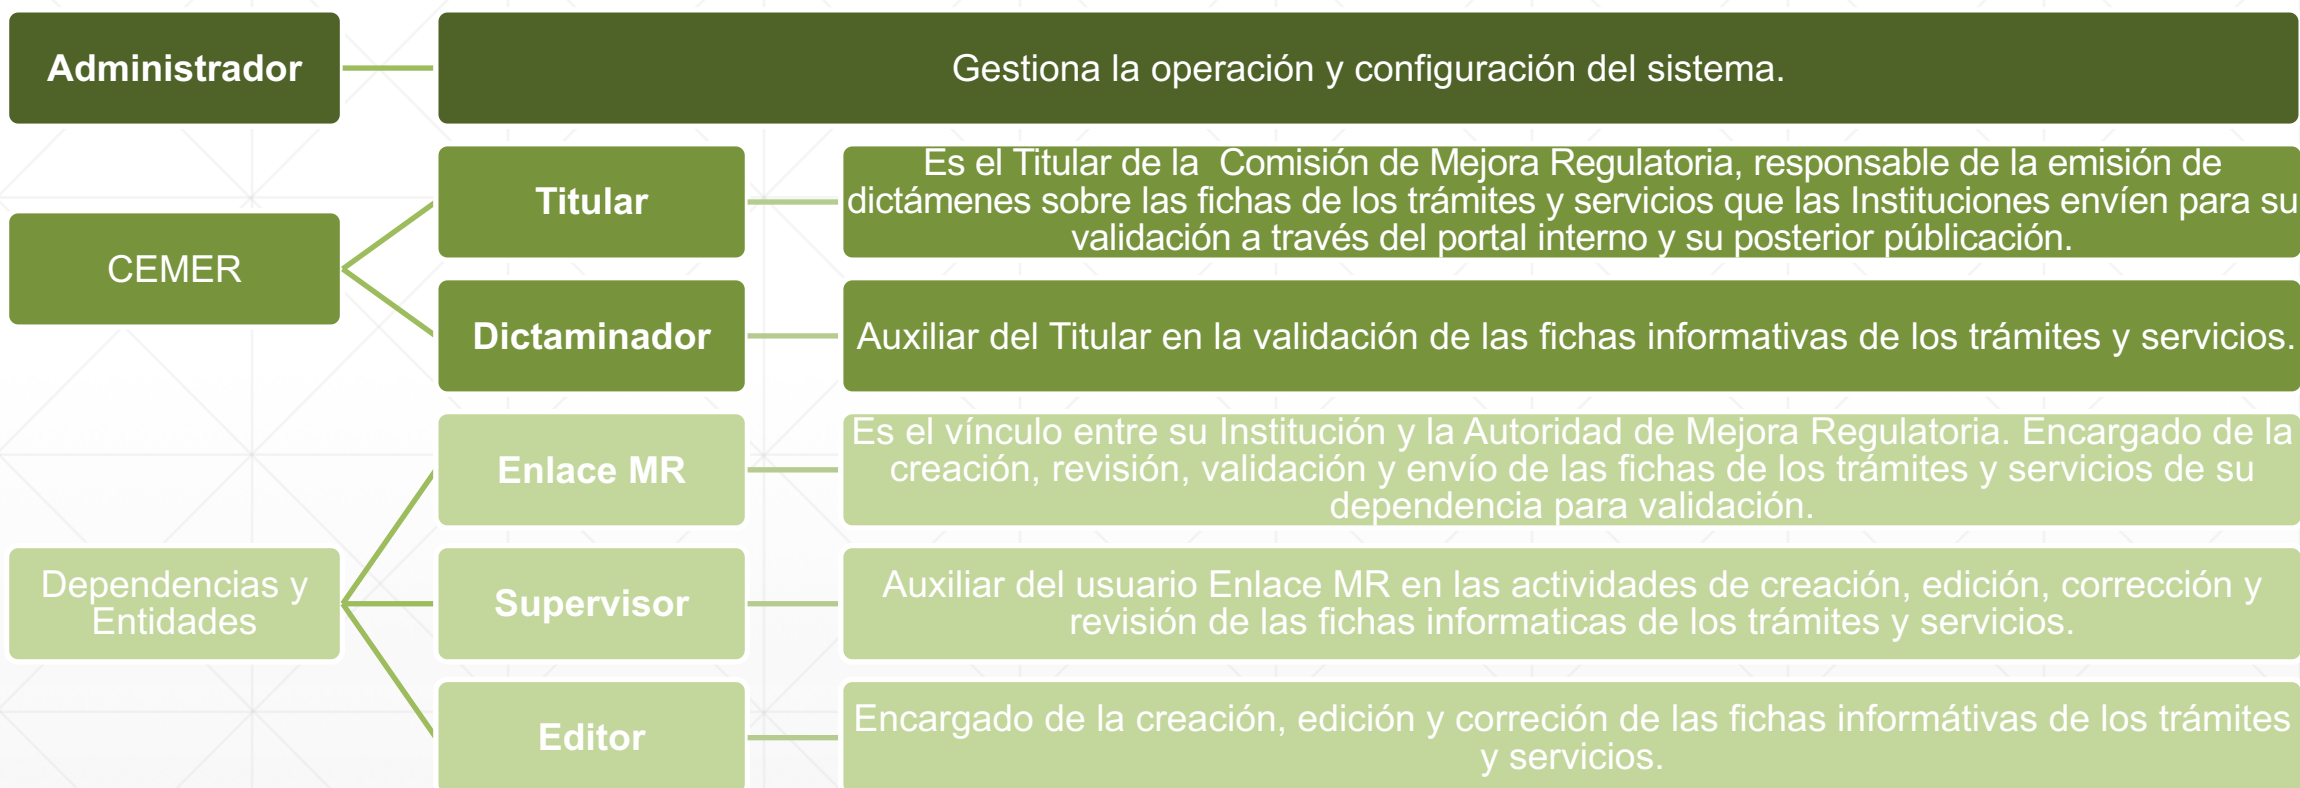 Administrador
Gestiona la operación y configuración del sistema.
CEMER
Titular
Es el Titular de la  Comisión de Mejora Regulatoria, responsable de la emisión de
dictámenes sobre las fichas de los trámites y servicios que las Instituciones envíen para su
validación a través del portal interno y su posterior públicación.
Dictaminador
Auxiliar del Titular en la validación de las fichas informativas de los trámites y servicios.
Dependencias y
Entidades
Enlace MR
Es el vínculo entre su Institución y la Autoridad de Mejora Regulatoria. Encargado de la
creación, revisión, validación y envío de las fichas de los trámites y servicios de su
dependencia para validación.
Supervisor
Auxiliar del usuario Enlace MR en las actividades de creación, edición, corrección y
revisión de las fichas informaticas de los trámites y servicios.
Editor
Encargado de la creación, edición y correción de las fichas informátivas de los trámites
y servicios.